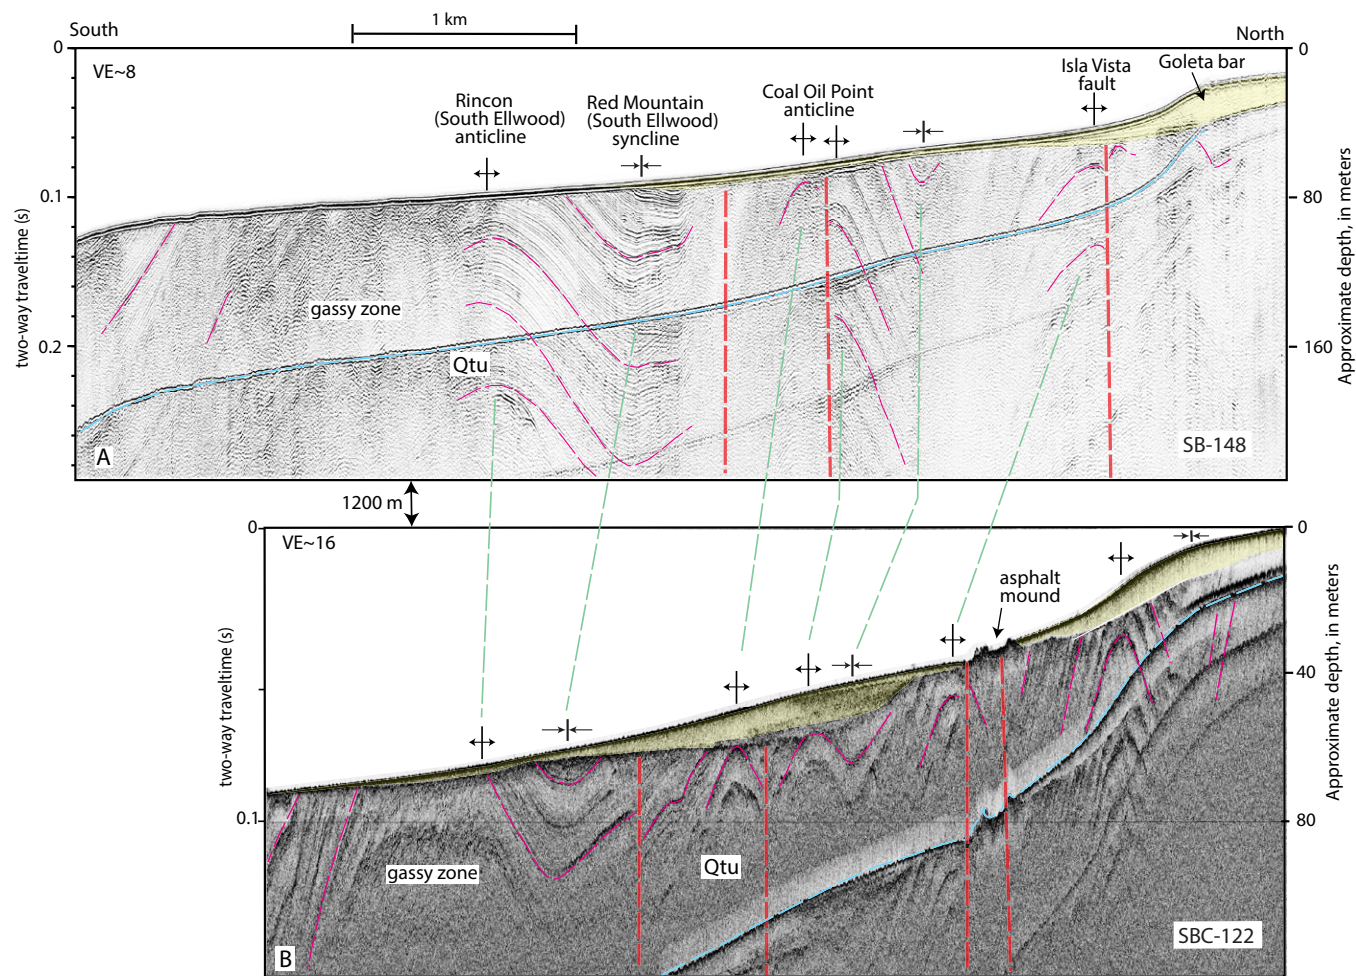 South
1 km
North
0
VE~8
0
Rincon
(South Ellwood)
anticline
Red Mountain
(South Ellwood)
syncline
Coal Oil Point
anticline
Isla Vista
fault
Goleta bar
0.1
80
two-way traveltime (s)
Approximate depth, in meters
gassy zone
0.2
160
Qtu
A
SB-148
1200 m
0
VE~16
0
asphalt
mound
two-way traveltime (s)
Approximate depth, in meters
40
0.1
80
gassy zone
Qtu
B
SBC-122